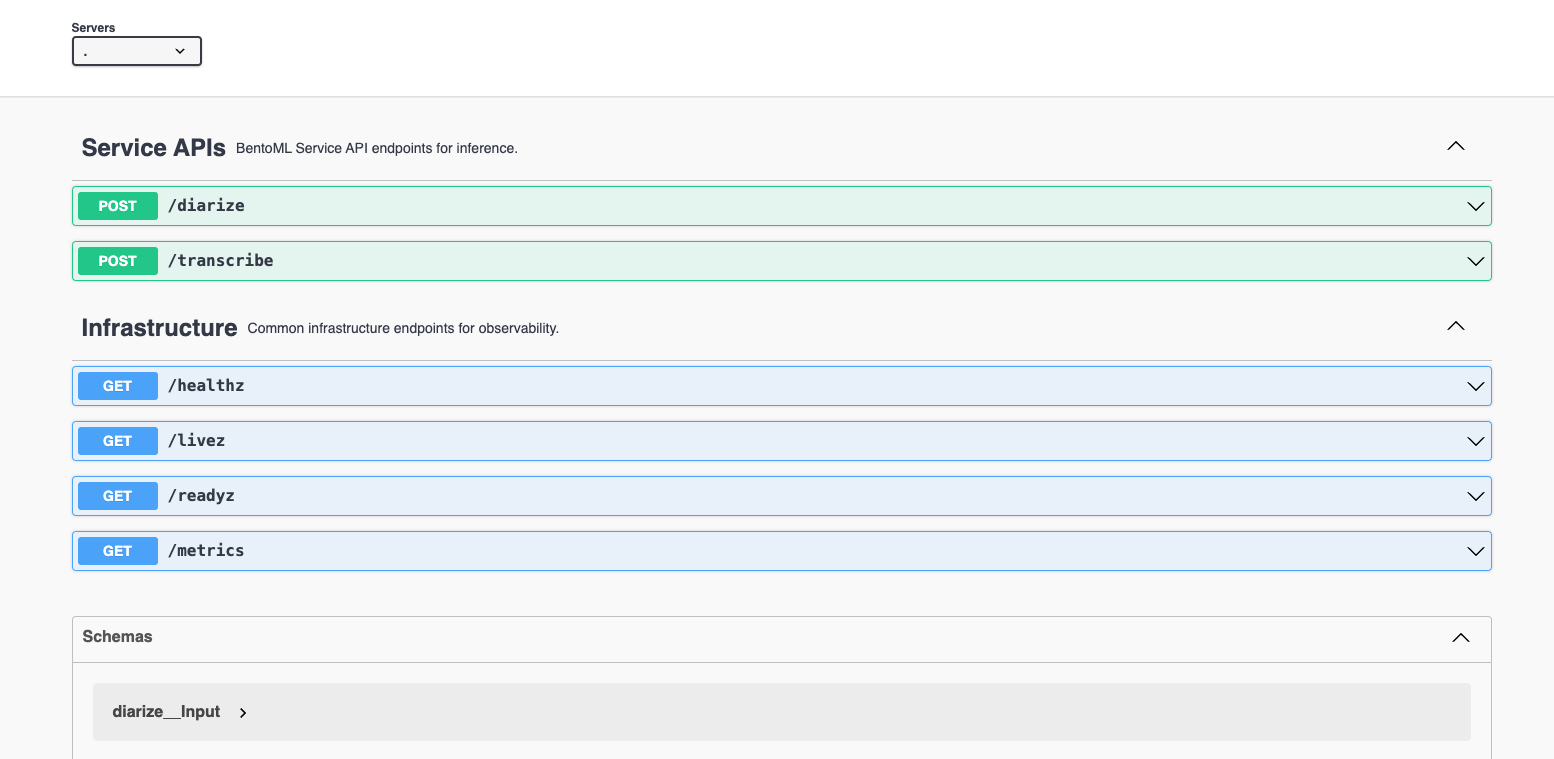 Servers
.
Service APIs BentoML Service API endpoints for inference.
POST /diarize
POST /transcribe
Infrastructure Common infrastructure endpoints for observability.
GET /healthz
GET /livez
GET /readyz
GET /metrics
Schemas
diarize__Input